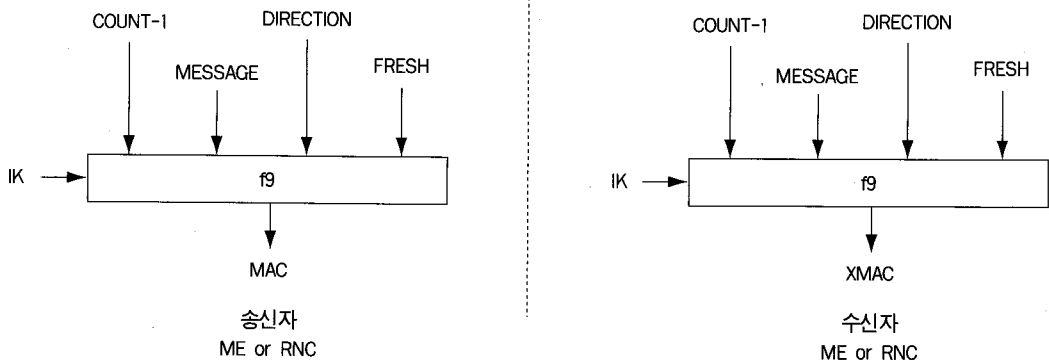 COUNT-1
DIRECTION
MESSAGE
FRESH
IK
f9
MAC
송신자
ME or RNC
COUNT-1
DIRECTION
MESSAGE
FRESH
IK
f9
XMAC
수신자
ME or RNC